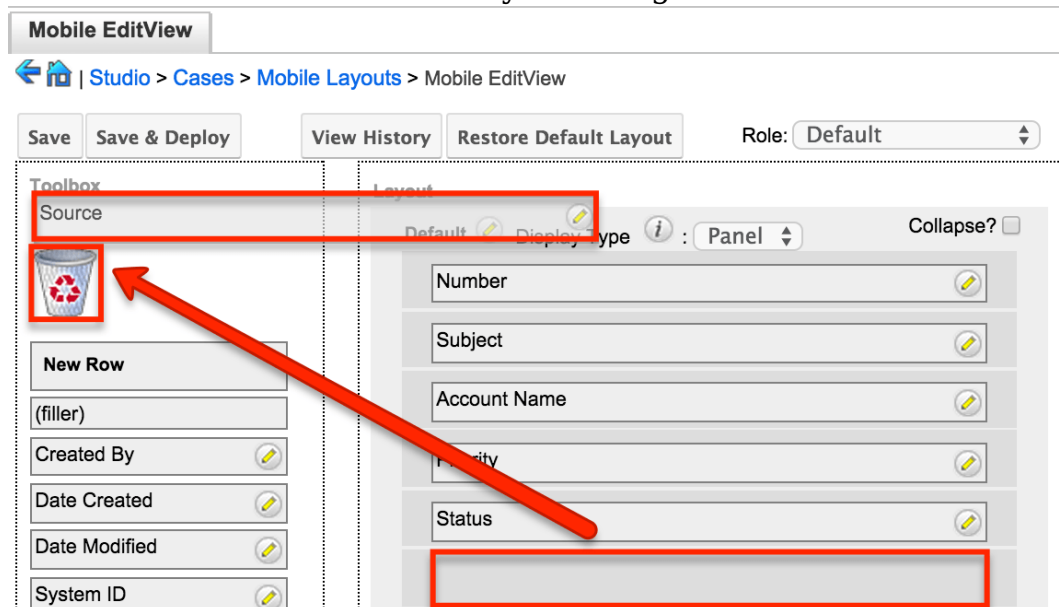 Mobile EditView
| Studio > Cases > Mobile Layouts > Mobile EditView
Save Save & Deploy View History Restore Default Layout Role: Default
Toolbox
Source
New Row
(filler)
Created By
Date Created
Date Modified
System ID
Layout
Default Display Type i : Panel Collapse?
Number
Subject
Account Name
Priority
Status